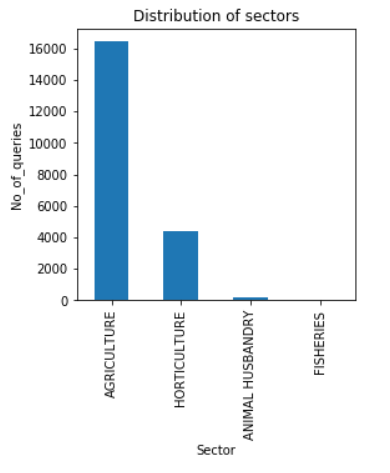 Distribution of sectors
16000
14000
12000
10000
8000
6000
4000
2000
0
No_of_queries
AGRICULTURE
HORTICULTURE
ANIMAL HUSBANDRY
FISHERIES
Sector